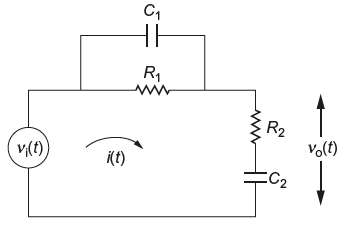 C₁
R₁
R₂
vᵢ(t)
i(t)
vₒ(t)
C₂